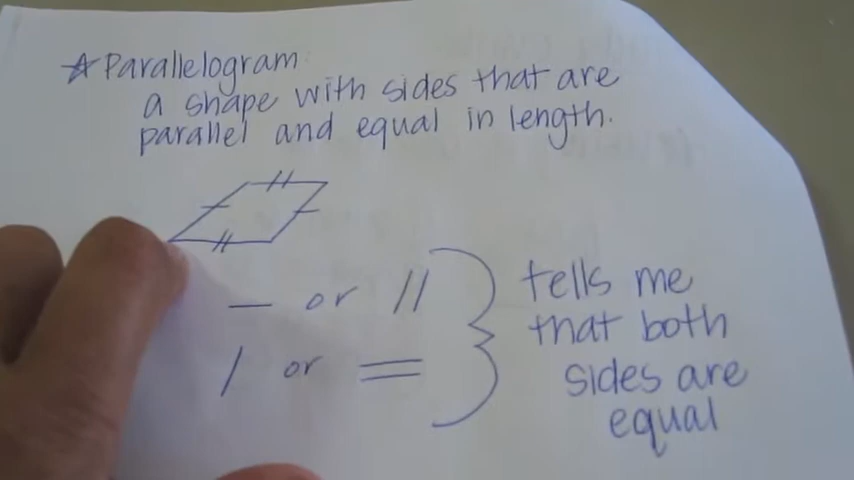 ☆ Parallelogram:
a shape with sides that are
parallel and equal in length.
— or //
/ or =
tells me
that both
sides are
equal